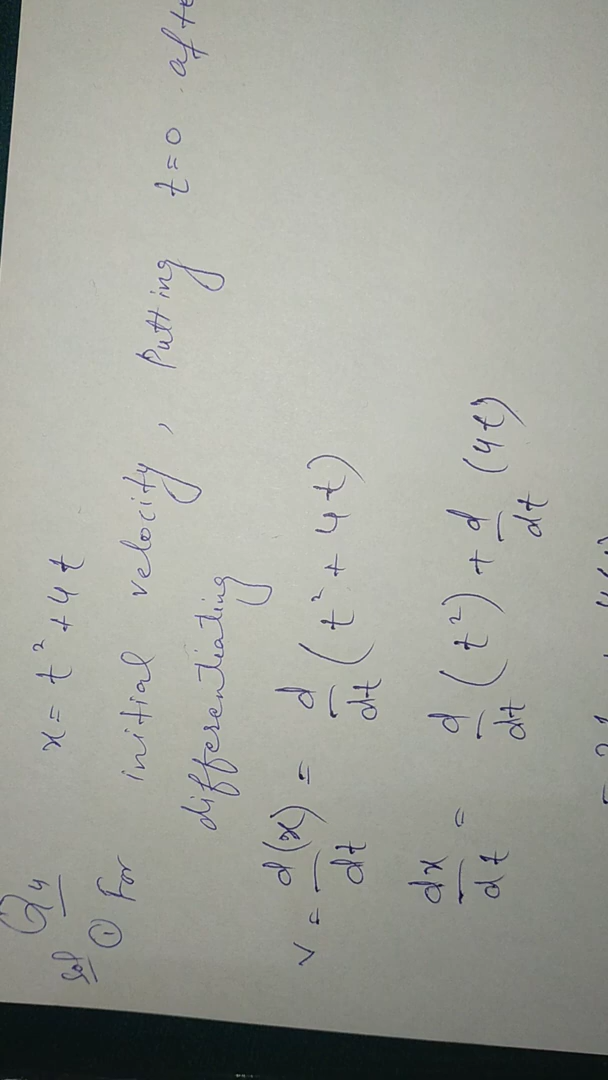 Q4
Sol x = t² + 4t
① For initial velocity, Putting t=0 . afte
differentiating
v = d(x)/dt = d/dt (t² + 4t)
dx/dt = d/dt (t²) + d/dt (4t)